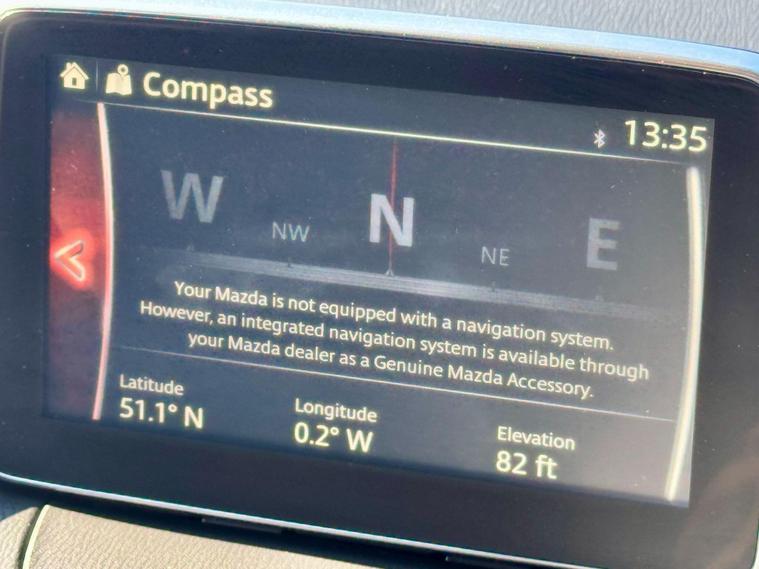 Compass
13:35
W NW N NE E
Your Mazda is not equipped with a navigation system.
However, an integrated navigation system is available through
your Mazda dealer as a Genuine Mazda Accessory.
Latitude Longitude Elevation
51.1° N 0.2° W 82 ft